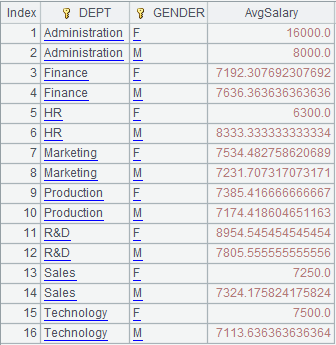 Index DEPT GENDER AvgSalary
1 Administration F 16000.0
2 Administration M 8000.0
3 Finance F 7192.307692307692
4 Finance M 7636.363636363636
5 HR F 6300.0
6 HR M 8333.333333333334
7 Marketing F 7534.482758620689
8 Marketing M 7231.707317073171
9 Production F 7385.416666666667
10 Production M 7174.418604651163
11 R&D F 8954.545454545454
12 R&D M 7805.555555555556
13 Sales F 7250.0
14 Sales M 7324.175824175824
15 Technology F 7500.0
16 Technology M 7113.636363636364